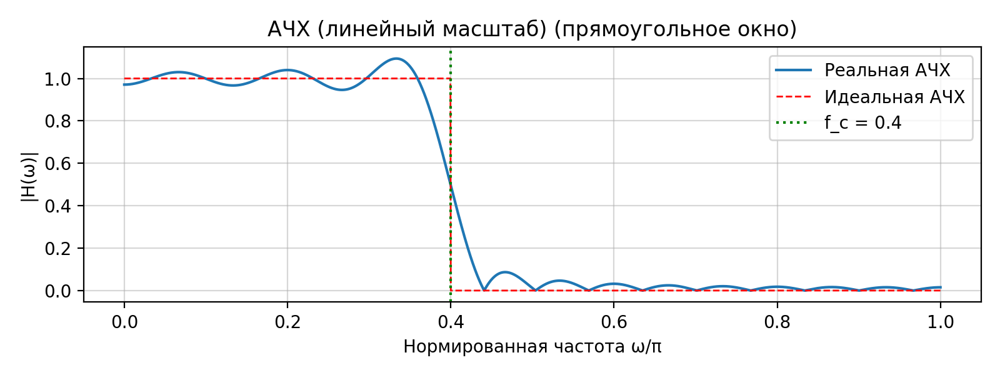 АЧХ (линейный масштаб) (прямоугольное окно)
|H(ω)|
1.0
0.8
0.6
0.4
0.2
0.0
Реальная АЧХ
Идеальная АЧХ
f_c = 0.4
0.0 0.2 0.4 0.6 0.8 1.0
Нормированная частота ω/π